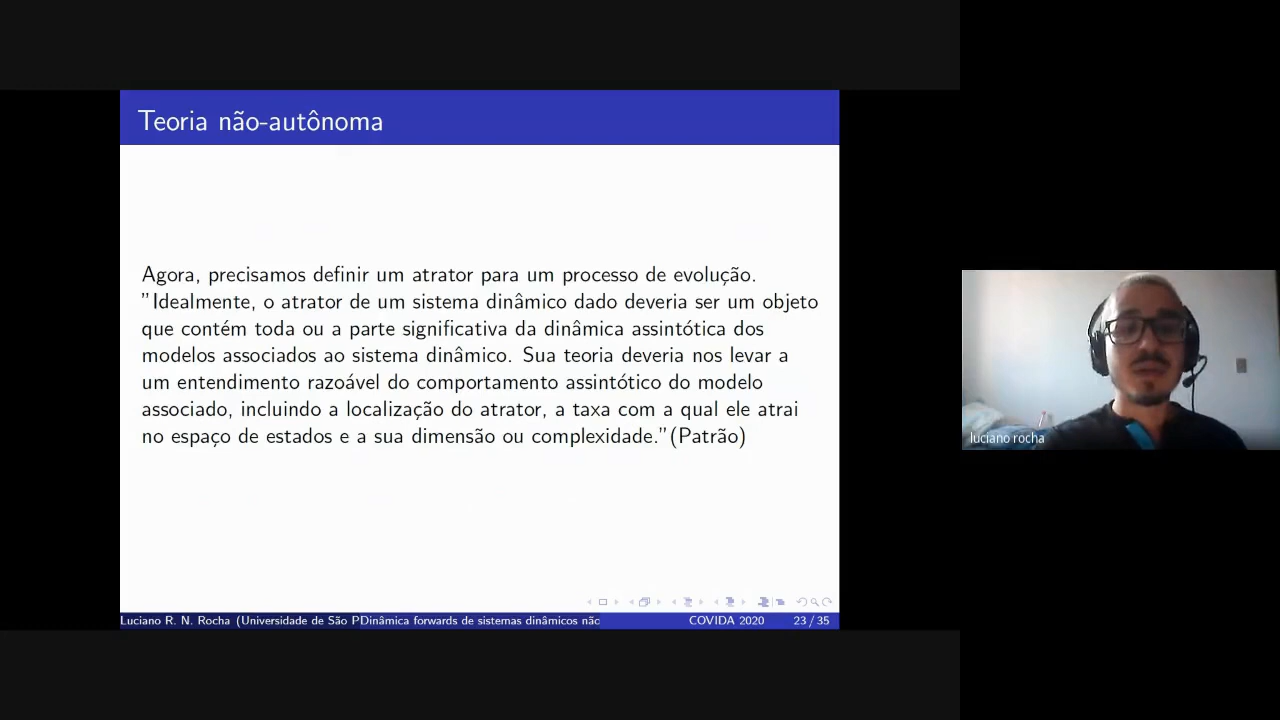 Teoria não-autônoma
Agora, precisamos definir um atrator para um processo de evolução.
”Idealmente, o atrator de um sistema dinâmico dado deveria ser um objeto
que contém toda ou a parte significativa da dinâmica assintótica dos
modelos associados ao sistema dinâmico. Sua teoria deveria nos levar a
um entendimento razoável do comportamento assintótico do modelo
associado, incluindo a localização do atrator, a taxa com a qual ele atrai
no espaço de estados e a sua dimensão ou complexidade.”(Patrão)
luciano rocha
Luciano R. N. Rocha (Universidade de São P Dinâmica forwards de sistemas dinâmicos não COVIDA 2020 23 / 35